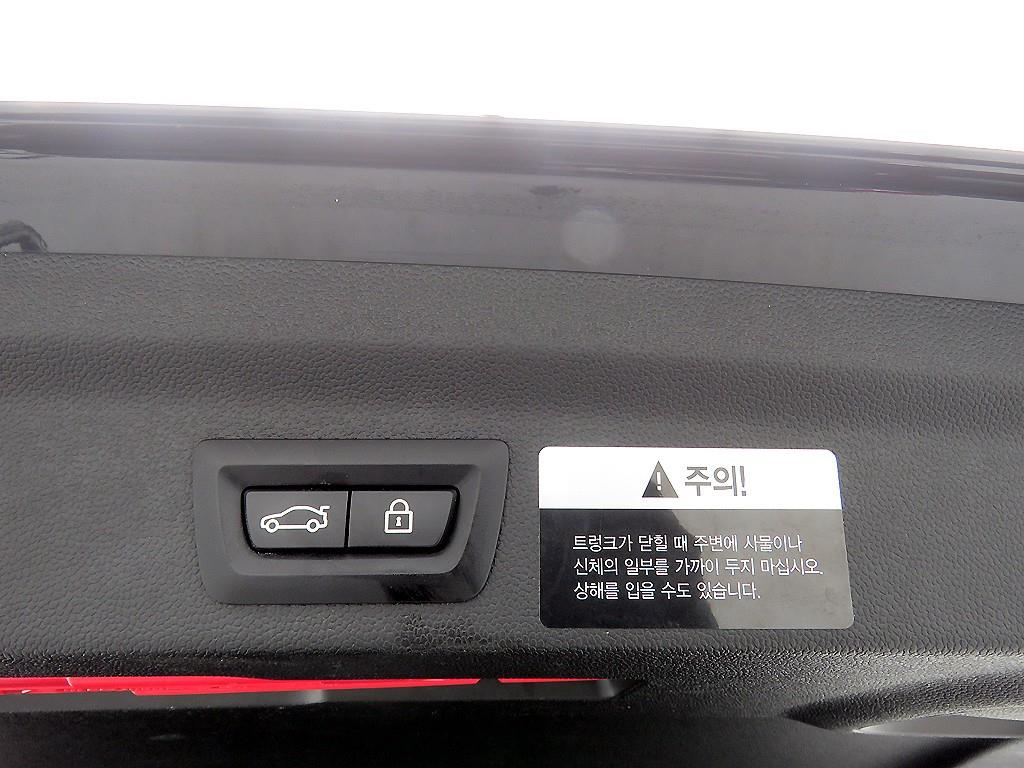 주의!
트렁크가 닫힐 때 주변에 사물이나
신체의 일부를 가까이 두지 마십시오.
상해를 입을 수도 있습니다.